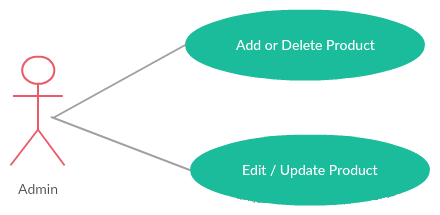 Add or Delete Product
Edit / Update Product
Admin